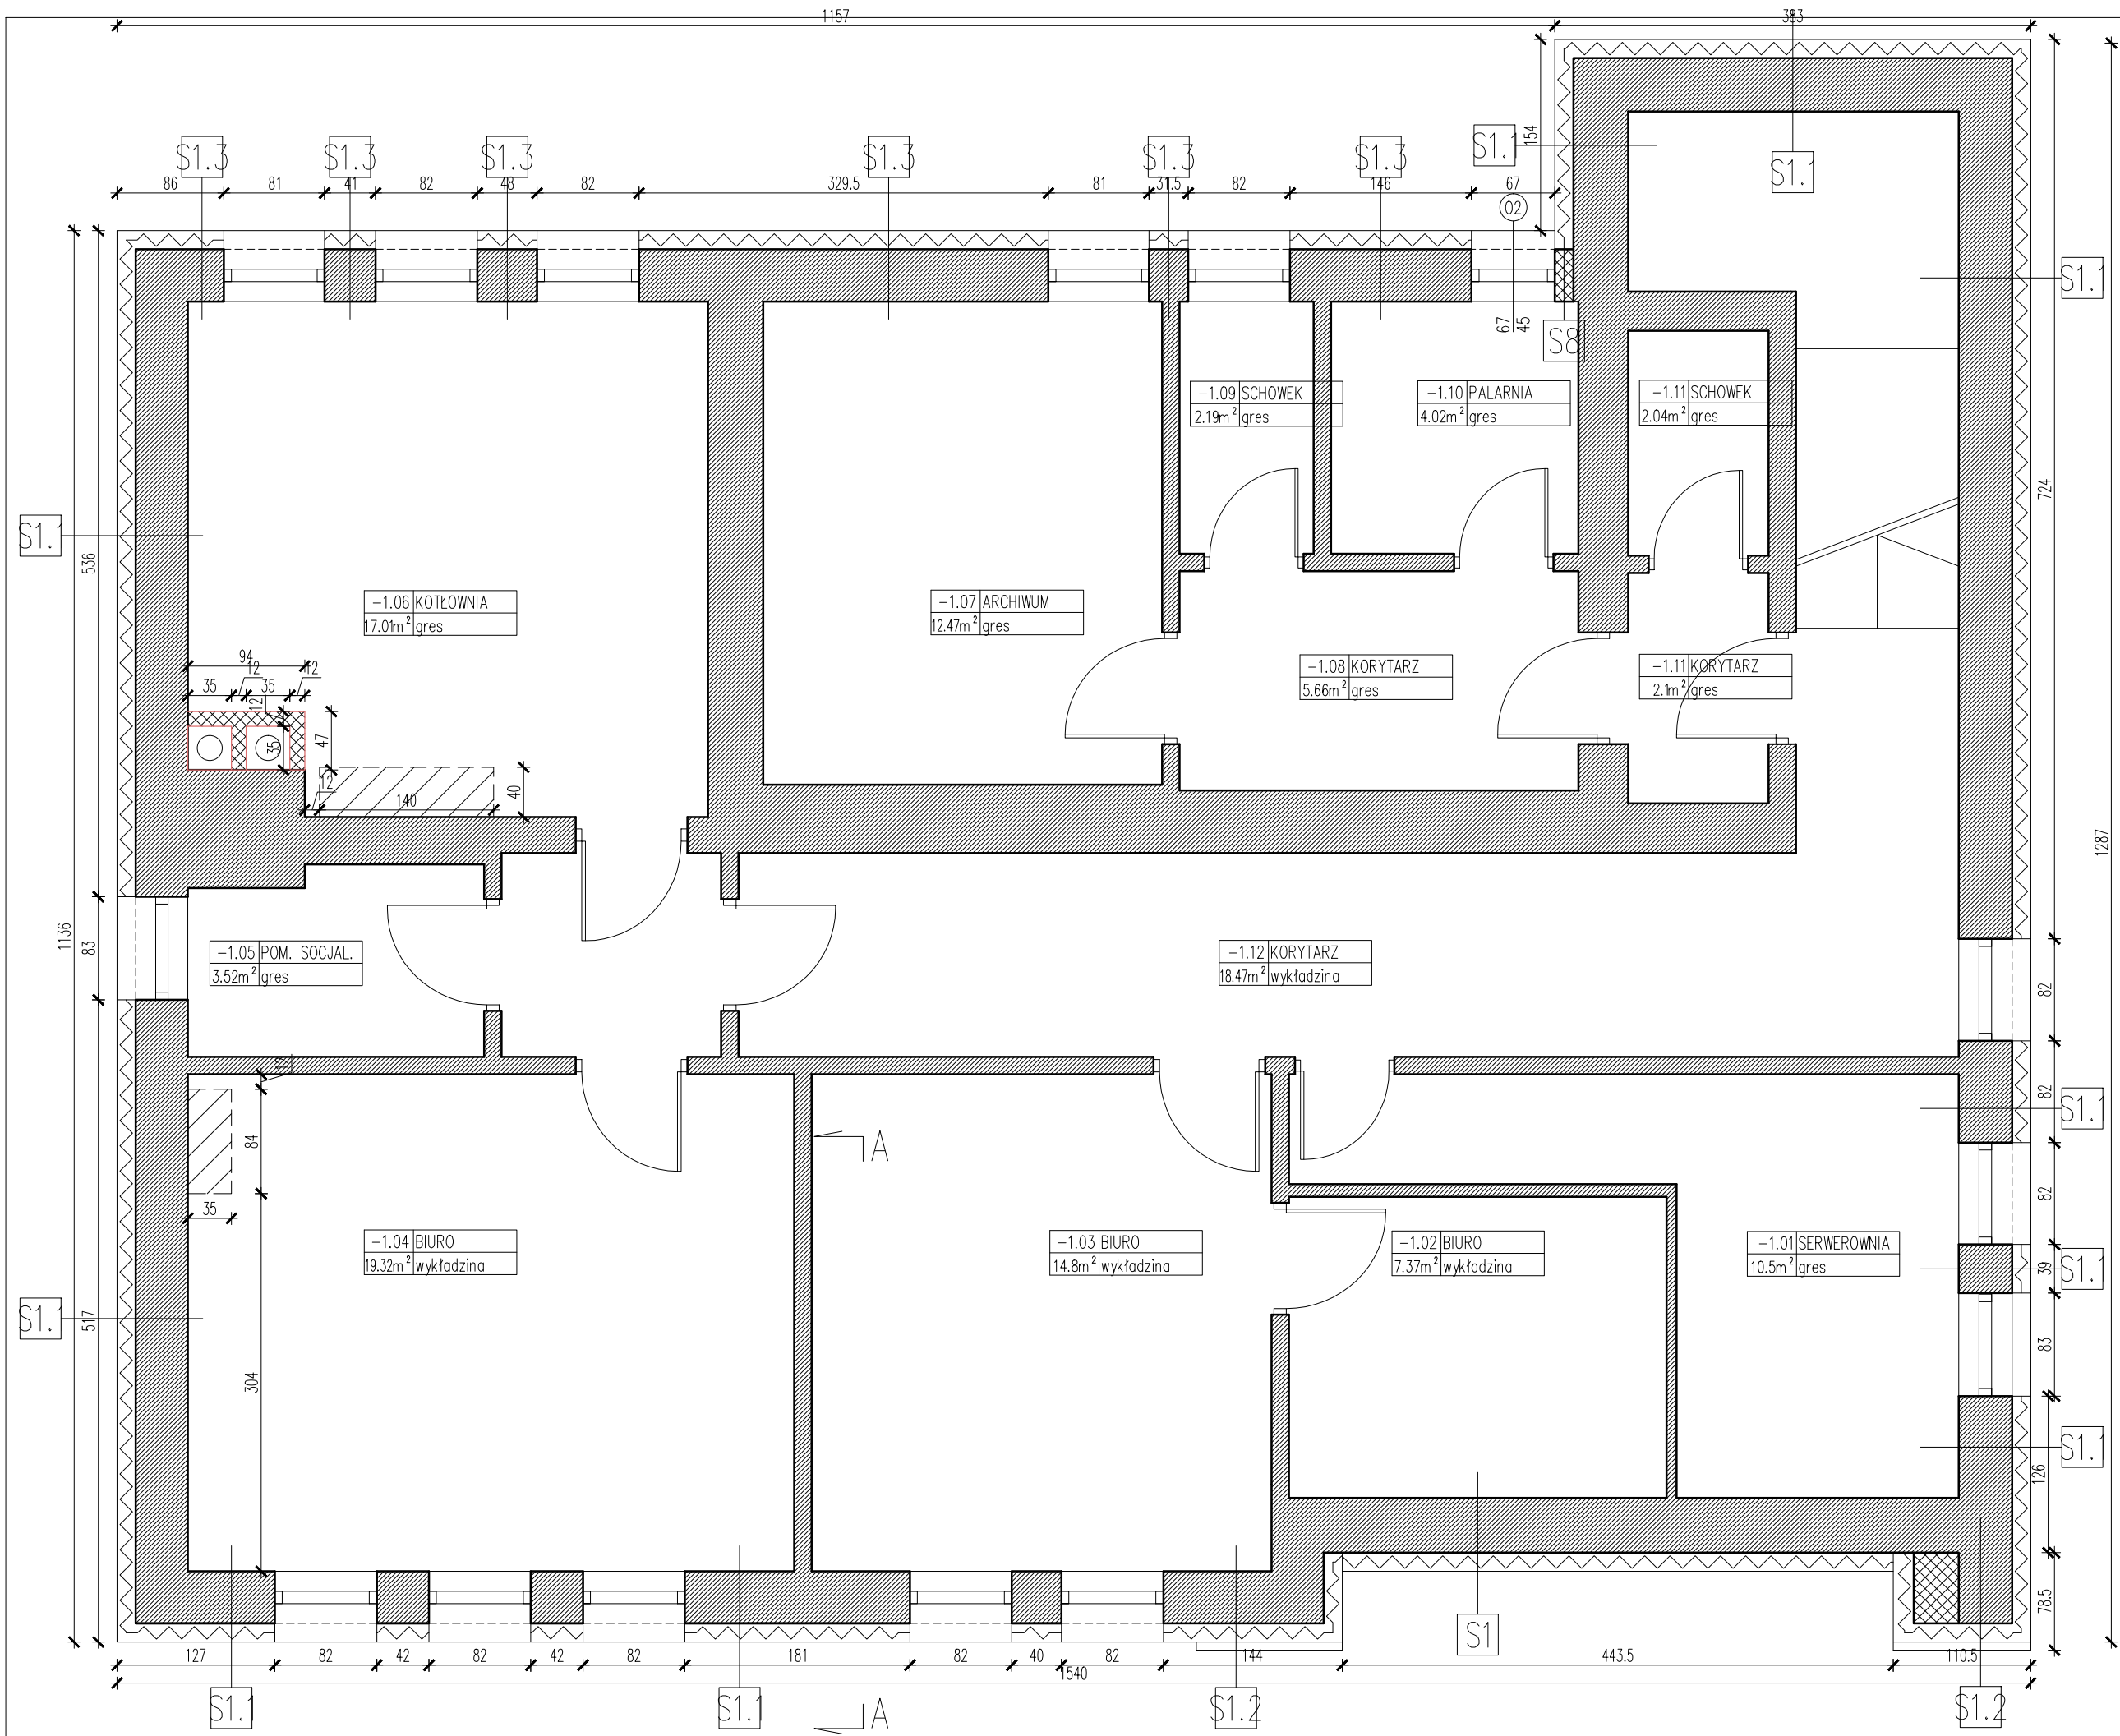 1157
383
154
S1.3
S1.3
S1.3
S1.3
S1.3
S1.3
S1.1
S1.1
86
81
41
82
48
82
329.5
81
31.5
82
146
67
02
67
45
S8
S1.1
724
1287
-1.09 SCHOWEK
2.19m² gres
-1.10 PALARNIA
4.02m² gres
-1.11 SCHOWEK
2.04m² gres
S1.1
536
-1.06 KOTŁOWNIA
17.01m² gres
-1.07 ARCHIWUM
12.47m² gres
-1.08 KORYTARZ
5.66m² gres
-1.11 KORYTARZ
2.1m² gres
94
12
12
35
35
12
35
47
12
140
40
1136
83
-1.05 POM. SOCJAL.
3.52m² gres
-1.12 KORYTARZ
18.47m² wykładzina
82
12
84
35
A
82
S1.1
82
-1.04 BIURO
19.32m² wykładzina
-1.03 BIURO
14.8m² wykładzina
-1.02 BIURO
7.37m² wykładzina
-1.01 SERWEROWNIA
10.5m² gres
39
S1.1
S1.1
517
304
83
S1.1
126
78.5
S1
127
82
42
82
42
82
181
82
40
82
144
443.5
110.5
1540
S1.1
S1.1
A
S1.2
S1.2